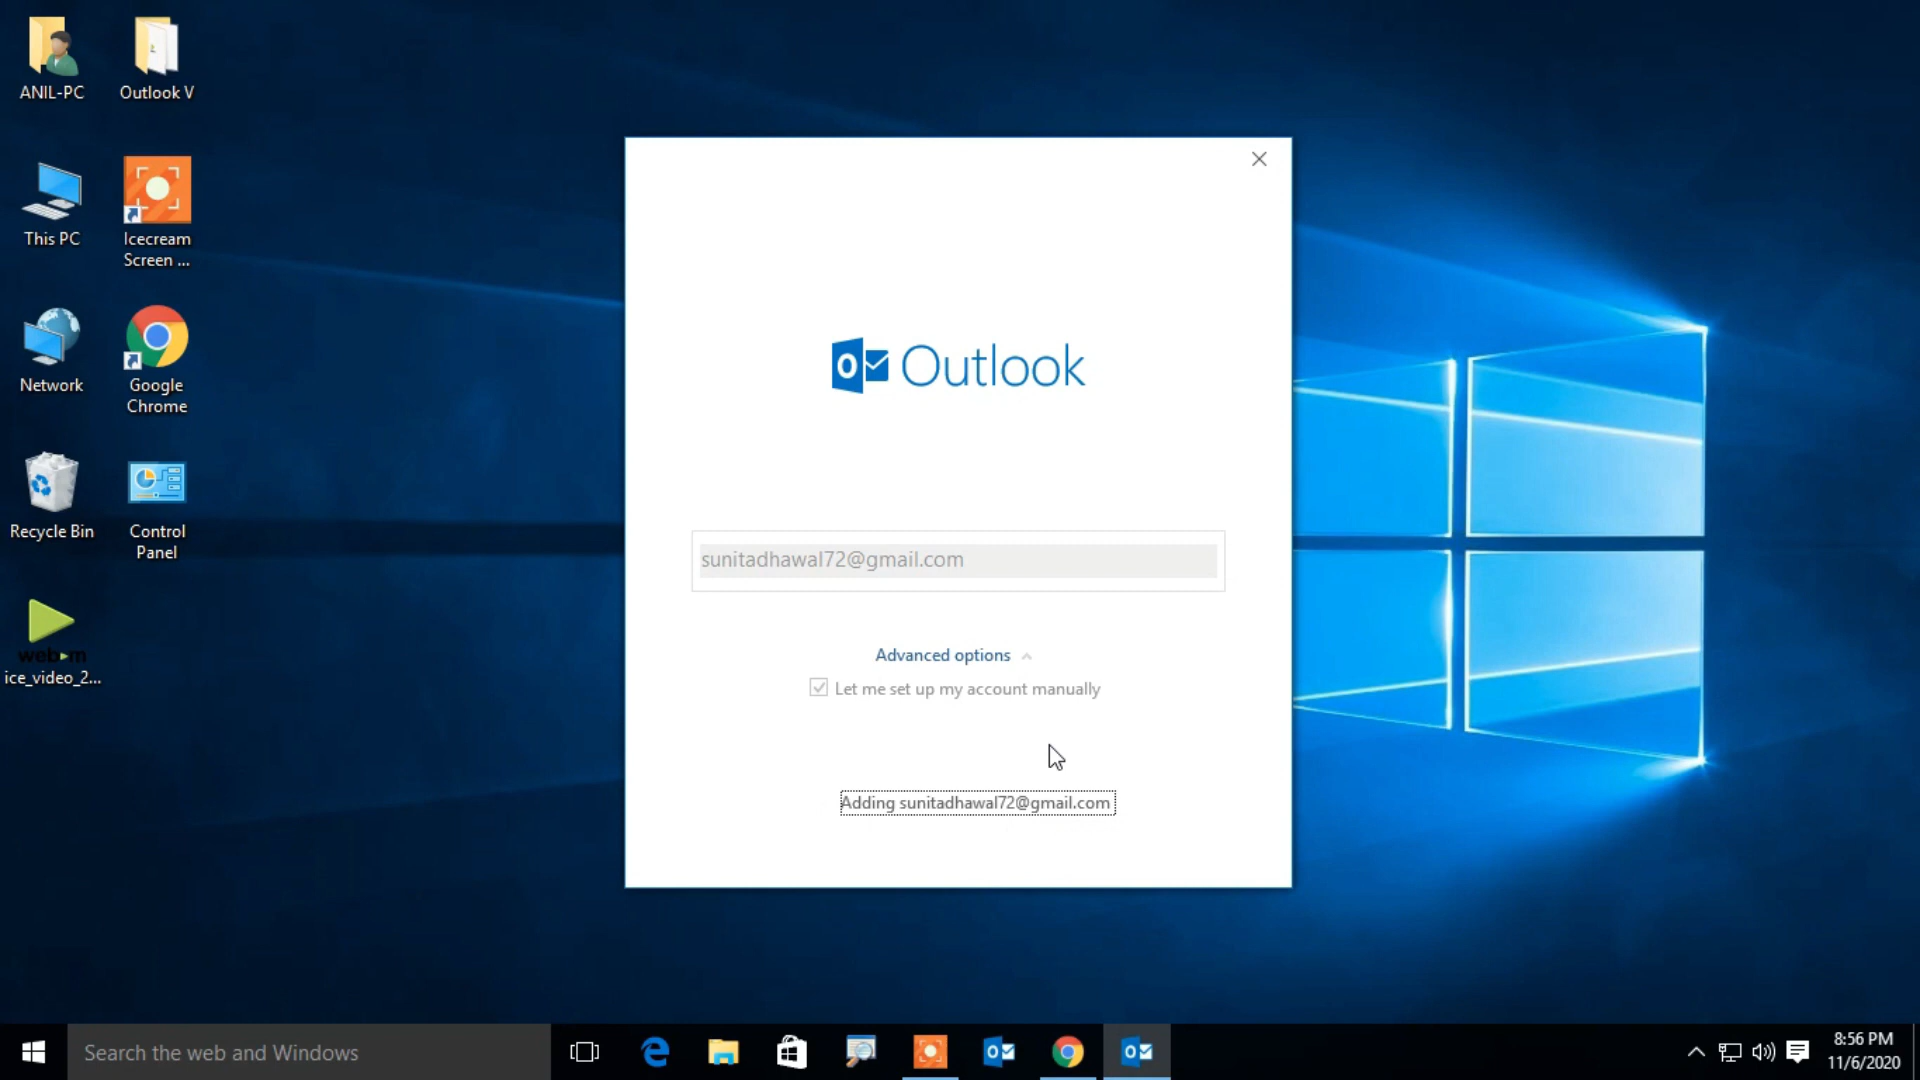 ANIL-PC
Outlook V
This PC
Icecream
Screen ...
Network
Google
Chrome
Recycle Bin
Control
Panel
web m
ice_video_2...
Outlook
sunitadhawal72@gmail.com
Advanced options
Let me set up my account manually
Adding sunitadhawal72@gmail.com
Search the web and Windows
8:56 PM
11/6/2020